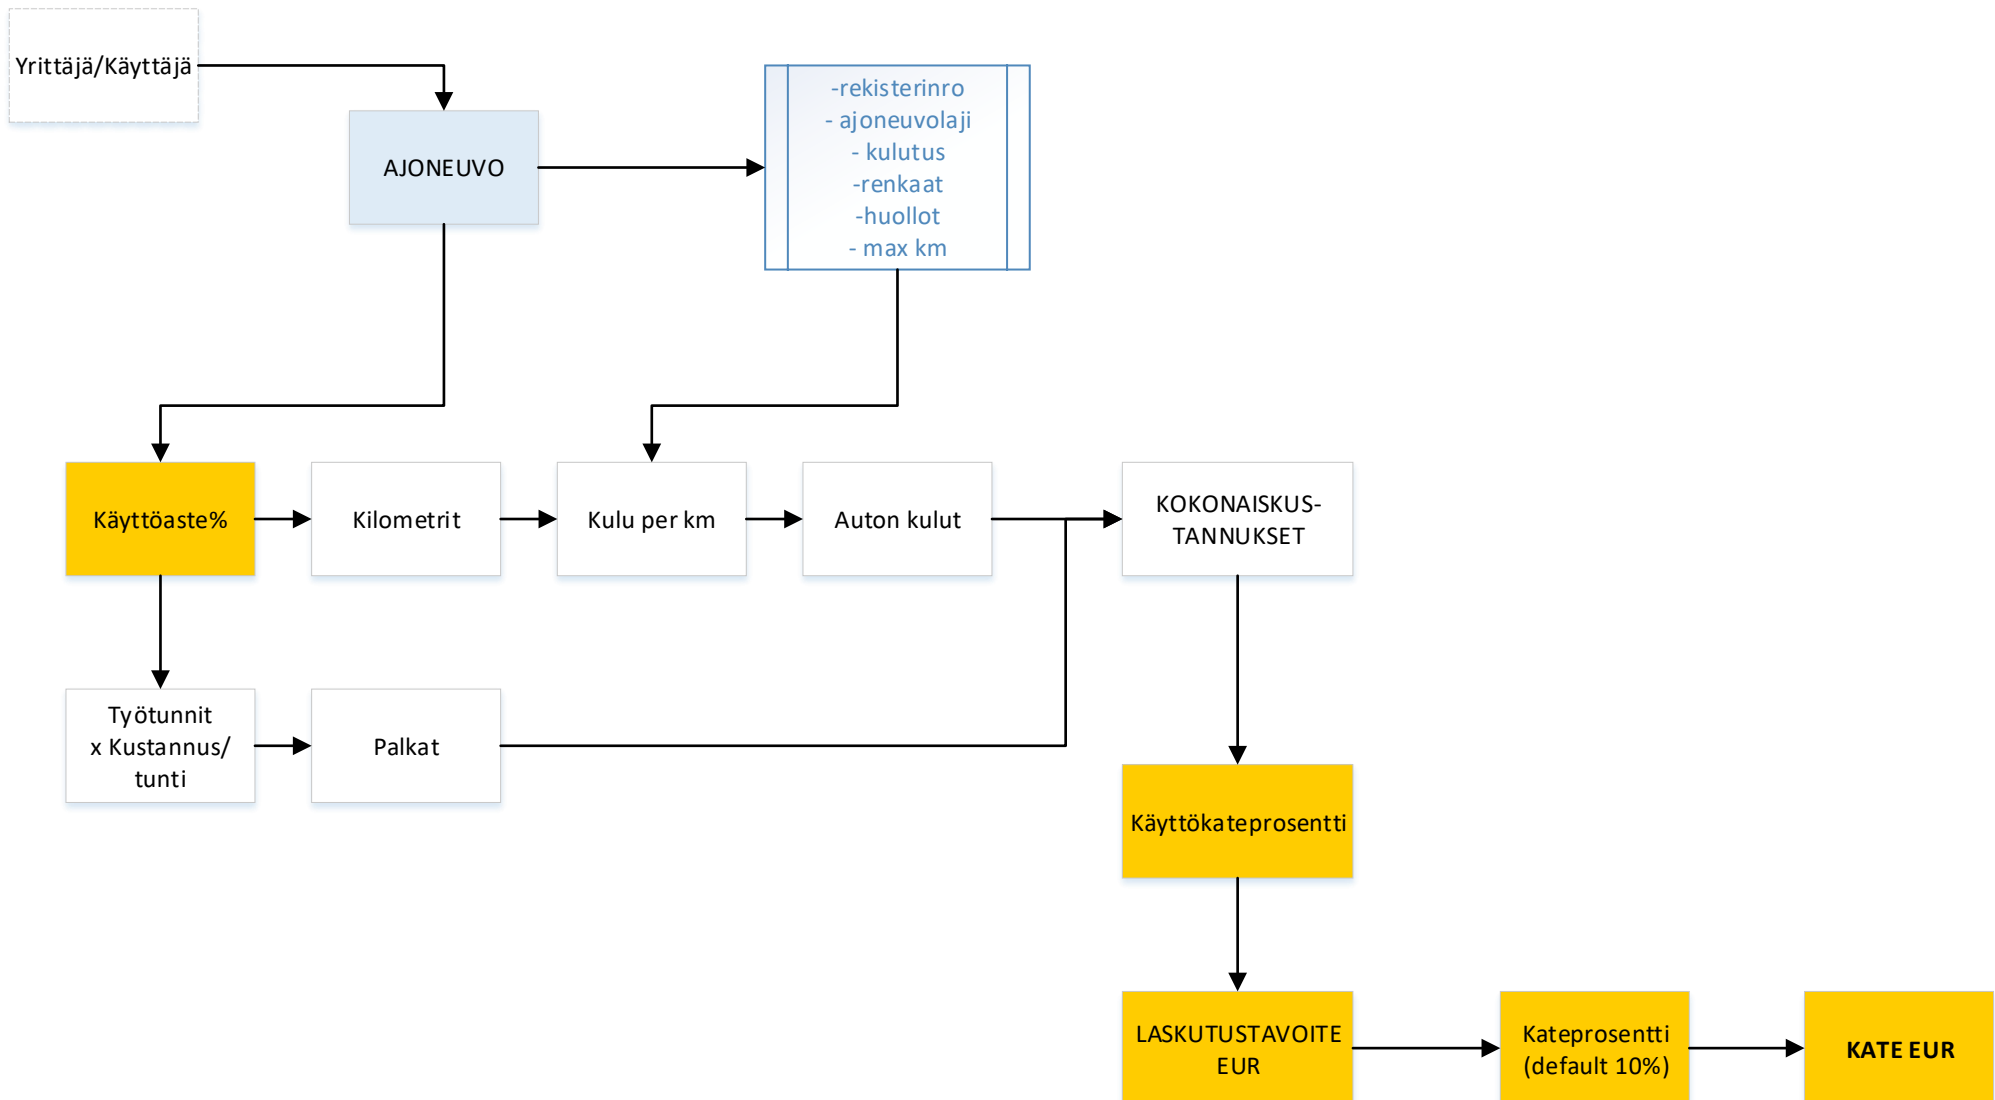 Yrittäjä/Käyttäjä
AJONEUVO
-rekisterinro
- ajoneuvolaji
- kulutus
-renkaat
-huollot
- max km
Käyttöaste%
Kilometrit
Kulu per km
Auton kulut
KOKONAISKUS-
TANNUKSET
Työtunnit
x Kustannus/
tunti
Palkat
Käyttökateprosentti
LASKUTUSTAVOITE
EUR
Kateprosentti
(default 10%)
KATE EUR